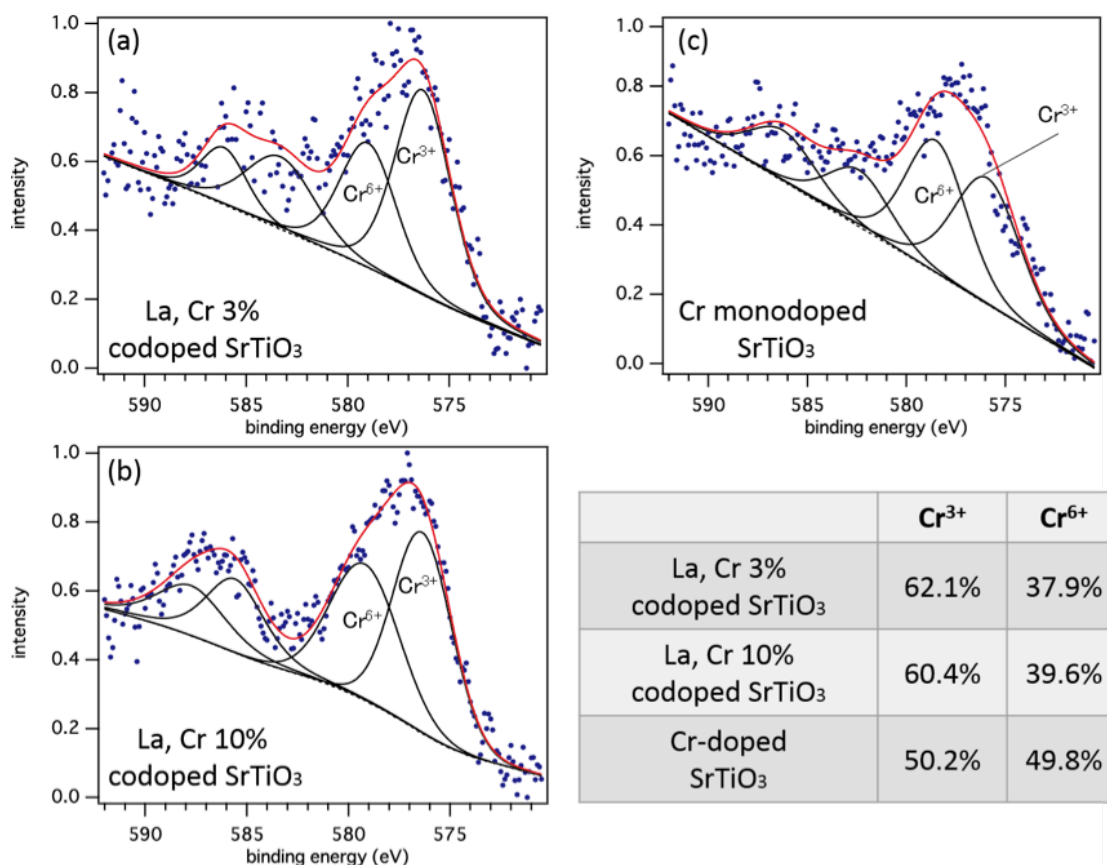 (a)
1.0
0.8
0.6
0.4
0.2
0.0
intensity
Cr³⁺
Cr⁶⁺
La, Cr 3%
codoped SrTiO₃
590 585 580 575
binding energy (eV)
(c)
1.0
0.8
0.6
0.4
0.2
0.0
intensity
Cr³⁺
Cr⁶⁺
Cr monodoped
SrTiO₃
590 585 580 575
binding energy (eV)
(b)
1.0
0.8
0.6
0.4
0.2
0.0
intensity
Cr³⁺
Cr⁶⁺
La, Cr 10%
codoped SrTiO₃
590 585 580 575
binding energy (eV)
Cr³⁺ Cr⁶⁺
La, Cr 3%
codoped SrTiO₃ 62.1% 37.9%
La, Cr 10%
codoped SrTiO₃ 60.4% 39.6%
Cr-doped
SrTiO₃ 50.2% 49.8%